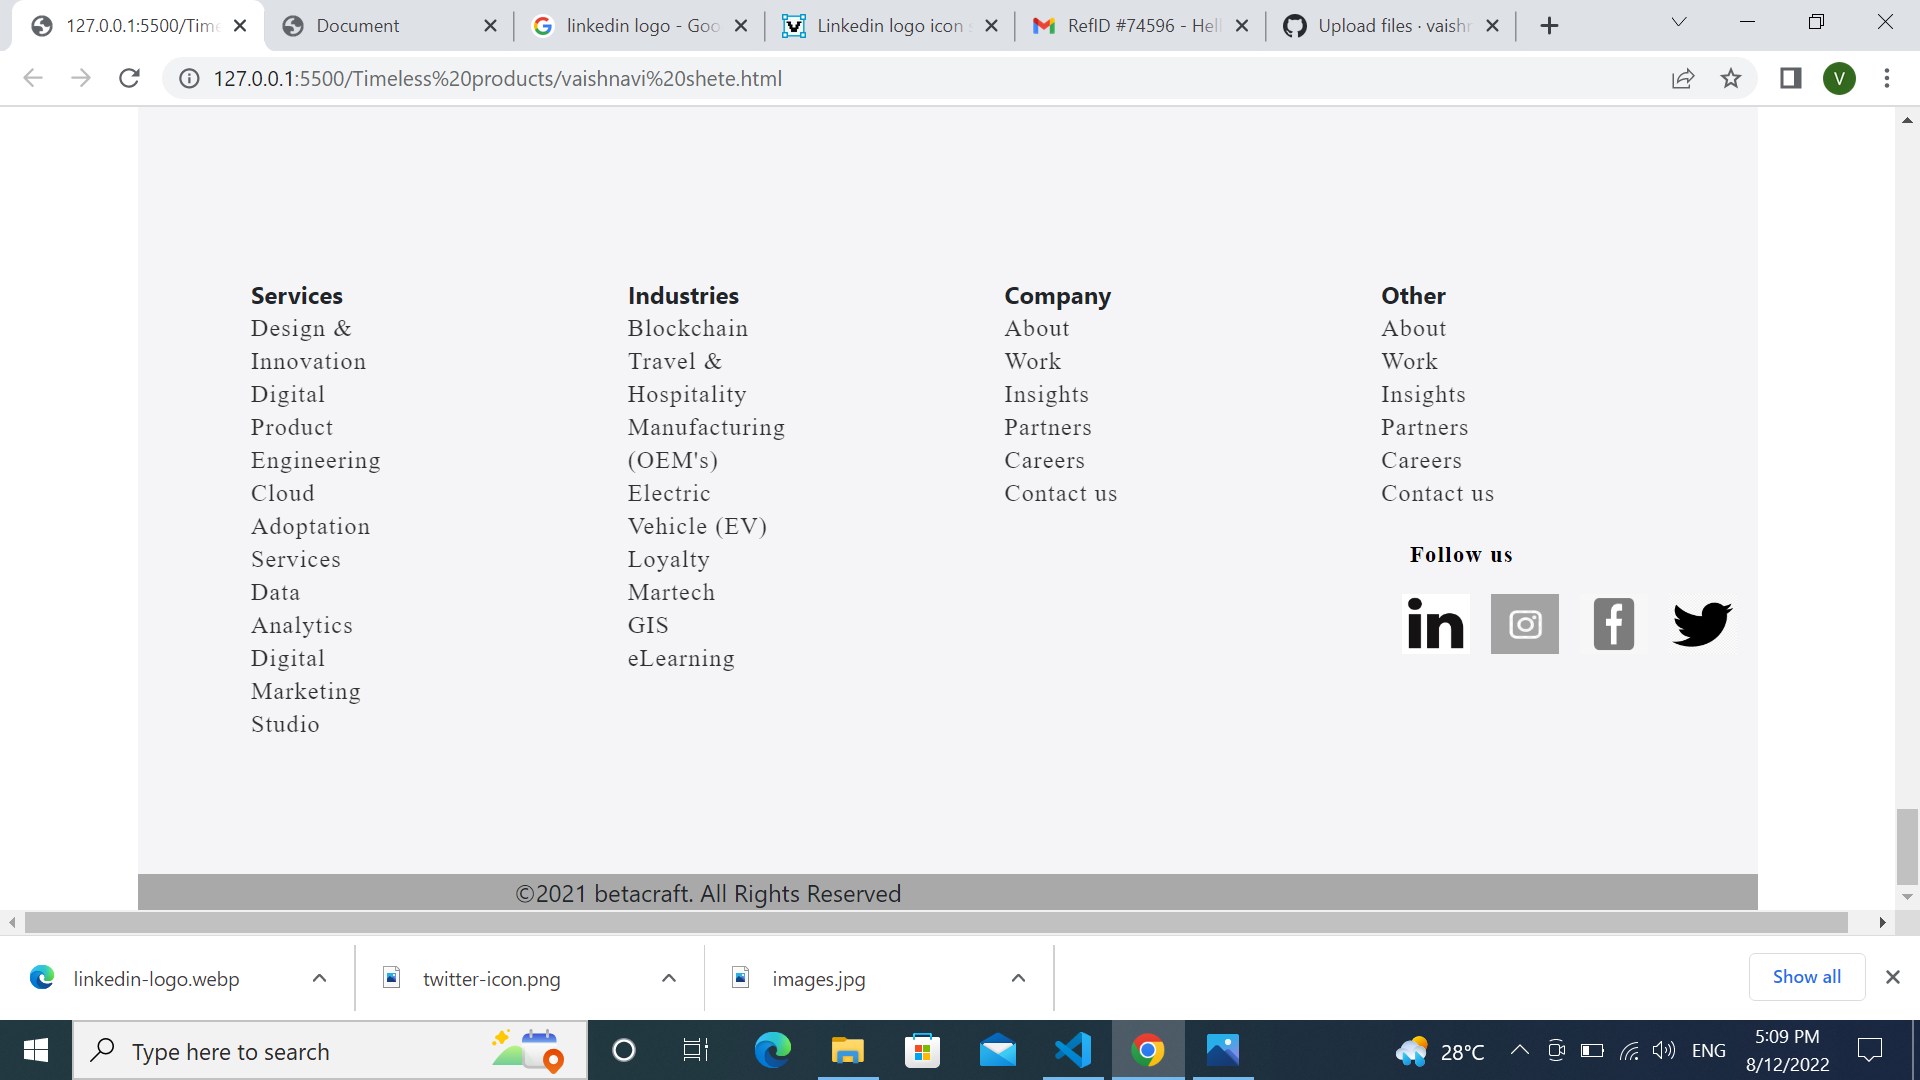 127.0.0.1:5500/Time
Document
linkedin logo - Goo
Linkedin logo icon s
RefID #74596 - Hell
Upload files · vaishn
127.0.0.1:5500/Timeless%20products/vaishnavi%20shete.html
V
Services
Design &
Innovation
Digital
Product
Engineering
Cloud
Adoptation
Services
Data
Analytics
Digital
Marketing
Studio
Industries
Blockchain
Travel &
Hospitality
Manufacturing
(OEM's)
Electric
Vehicle (EV)
Loyalty
Martech
GIS
eLearning
Company
About
Work
Insights
Partners
Careers
Contact us
Other
About
Work
Insights
Partners
Careers
Contact us
Follow us
in
©2021 betacraft. All Rights Reserved
linkedin-logo.webp
twitter-icon.png
images.jpg
Show all
Type here to search
28°C
ENG
5:09 PM
8/12/2022